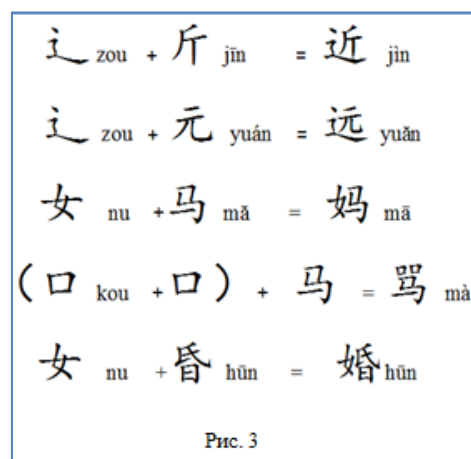 辶 zou + 斤 jīn = 近 jìn
辶 zou + 元 yuán = 远 yuǎn
女 nu +马 mǎ = 妈 mā
(口 kou +口) + 马 = 骂 mà
女 nu +昏 hūn = 婚 hūn
Рис. 3